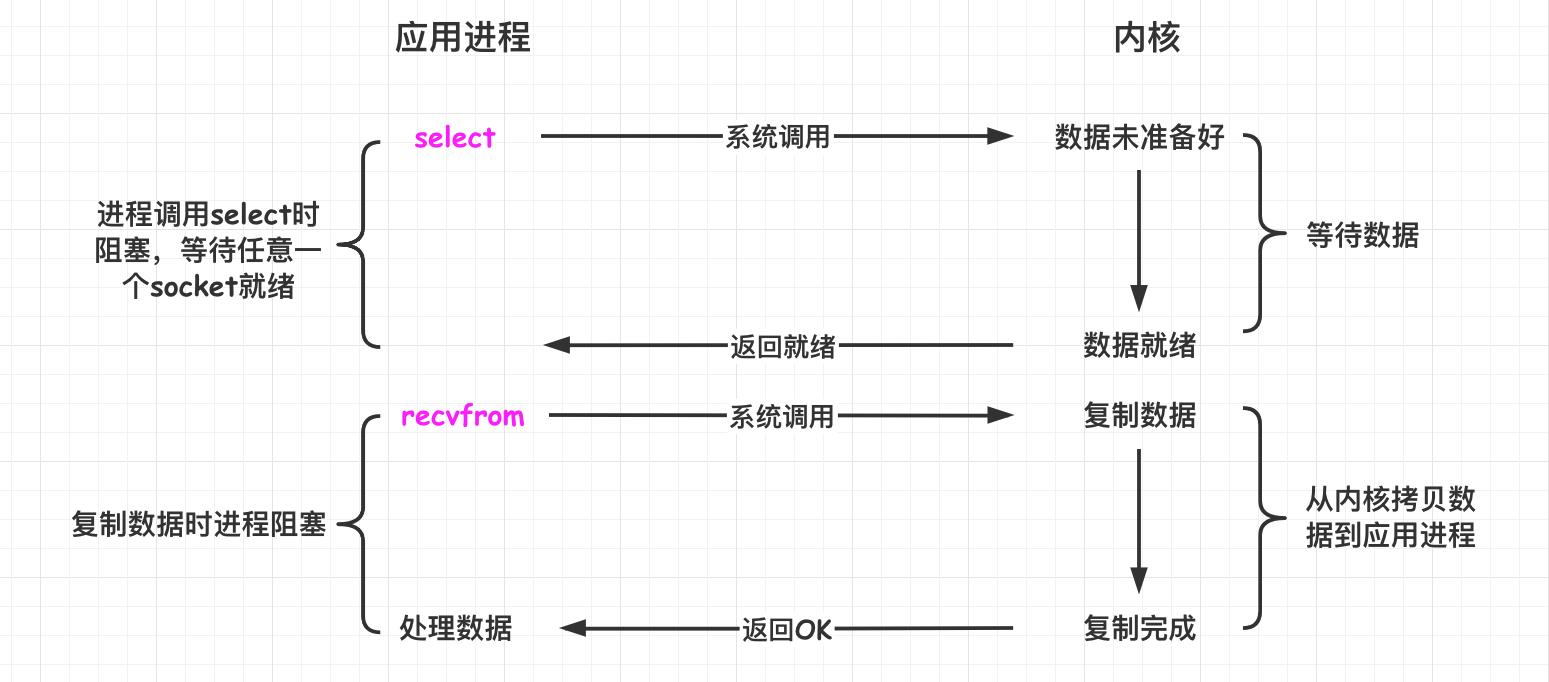 应用进程
内核
select
系统调用
数据未准备好
进程调用select时
阻塞，等待任意一
个socket就绪
等待数据
返回就绪
数据就绪
recvfrom
系统调用
复制数据
复制数据时进程阻塞
从内核拷贝数
据到应用进程
处理数据
返回OK
复制完成